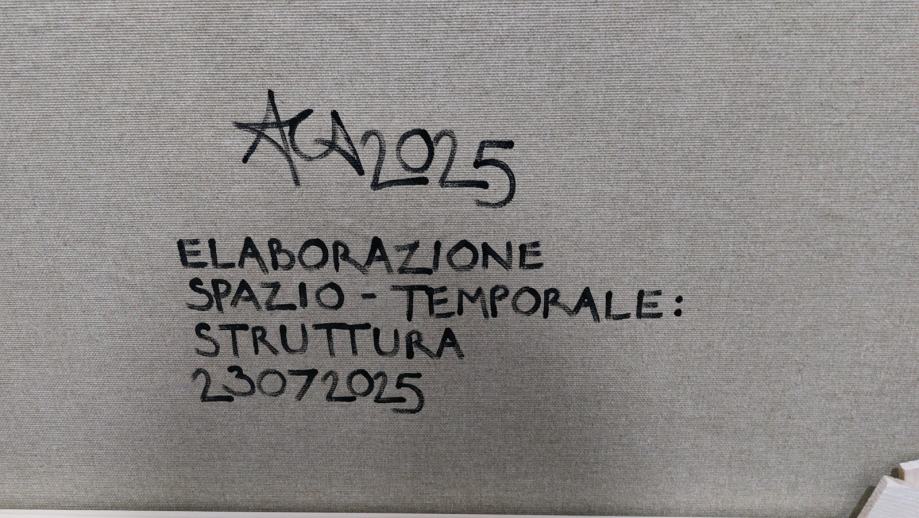 ACA2025
ELABORAZIONE
SPAZIO - TEMPORALE:
STRUTTURA
23072025